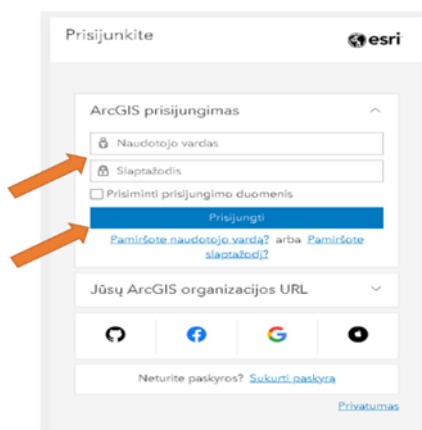 Prisijunkite
esri
ArcGIS prisijungimas
Naudotojo vardas
Slaptažodis
Prisiminti prisijungimo duomenis
Prisijungti
Pamiršote naudotojo vardą? arba Pamiršote
slaptažodį?
Jūsų ArcGIS organizacijos URL
Neturite paskyros? Sukurti paskyrą
Privatumas